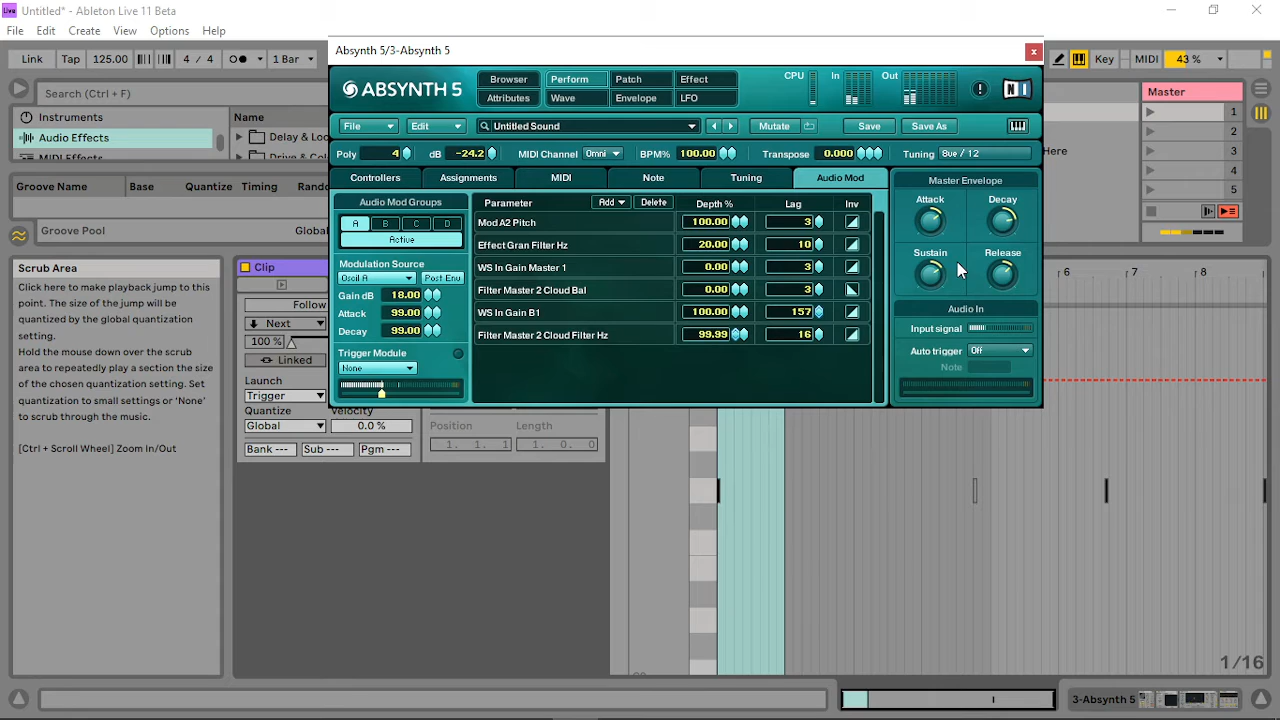 Untitled* - Ableton Live 11 Beta
File Edit Create View Options Help
Link Tap 125.00 4 / 4 1 Bar
Key MIDI 43 %
Absynth 5/3-Absynth 5
x
ABSYNTH 5
Browser Perform Patch Effect
Attributes Wave Envelope LFO
CPU In Out
! NI
File Edit Untitled Sound Mutate Save Save As
Poly 4 dB -24.2 MIDI Channel Omni BPM% 100.00 Transpose 0.000 Tuning 8ve / 12
Controllers Assignments MIDI Note Tuning Audio Mod
Audio Mod Groups
A B C D
Active
Modulation Source
Oscil A Post Env
Gain dB 18.00
Attack 99.00
Decay 99.00
Trigger Module
None
Parameter Add Delete Depth % Lag Inv
Mod A2 Pitch 100.00 3
Effect Gran Filter Hz 20.00 10
WS In Gain Master 1 0.00 3
Filter Master 2 Cloud Bal 0.00 3
WS In Gain B1 100.00 157
Filter Master 2 Cloud Filter Hz 99.99 16
Master Envelope
Attack Decay
Sustain Release
Audio In
Input signal
Auto trigger Off
Note
Search (Ctrl + F)
Instruments
Audio Effects
MIDI Effects
Name
Delay & Loo
Drive & Co
Groove Name Base Quantize Timing Random
Global
Groove Pool
Master
1
2
Here 3
4
5
Scrub Area
Click here to make playback jump to this
point. The size of the jump will be
quantized by the global quantization
setting.
Hold the mouse down over the scrub
area to repeatedly play a section the size
of the chosen quantization setting. Set
quantization to small settings or ‘None’
to scrub through the music.
[Ctrl + Scroll Wheel] Zoom In/Out
Clip
Follow
Next
100 %
Linked
Launch
Trigger
Quantize Velocity
Global 0.0 %
Bank --- Sub --- Pgm ---
Position Length
1. 1. 1 1. 0. 0
6 7 8
1/16
3-Absynth 5